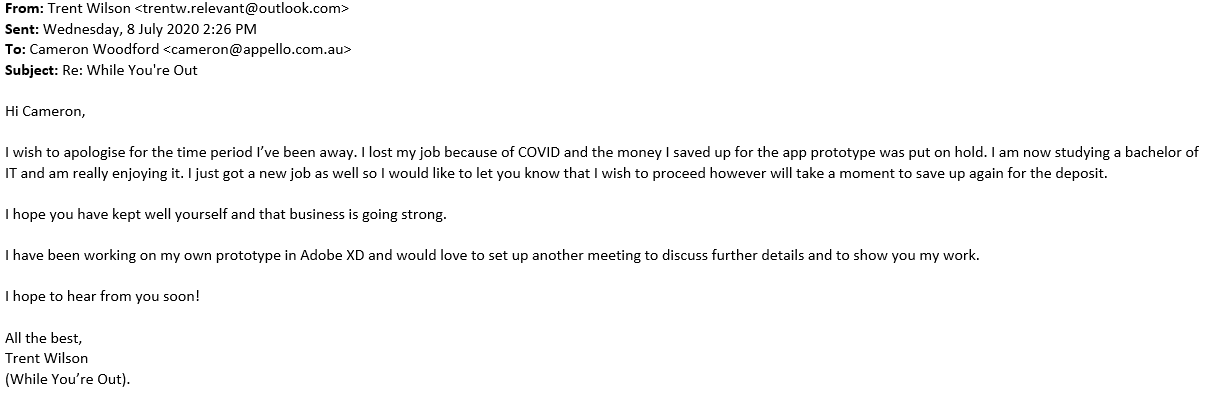 From: Trent Wilson <trentw.relevant@outlook.com>
Sent: Wednesday, 8 July 2020 2:26 PM
To: Cameron Woodford <cameron@appello.com.au>
Subject: Re: While You're Out
Hi Cameron,
I wish to apologise for the time period I’ve been away. I lost my job because of COVID and the money I saved up for the app prototype was put on hold. I am now studying a bachelor of
IT and am really enjoying it. I just got a new job as well so I would like to let you know that I wish to proceed however will take a moment to save up again for the deposit.
I hope you have kept well yourself and that business is going strong.
I have been working on my own prototype in Adobe XD and would love to set up another meeting to discuss further details and to show you my work.
I hope to hear from you soon!
All the best,
Trent Wilson
(While You’re Out).